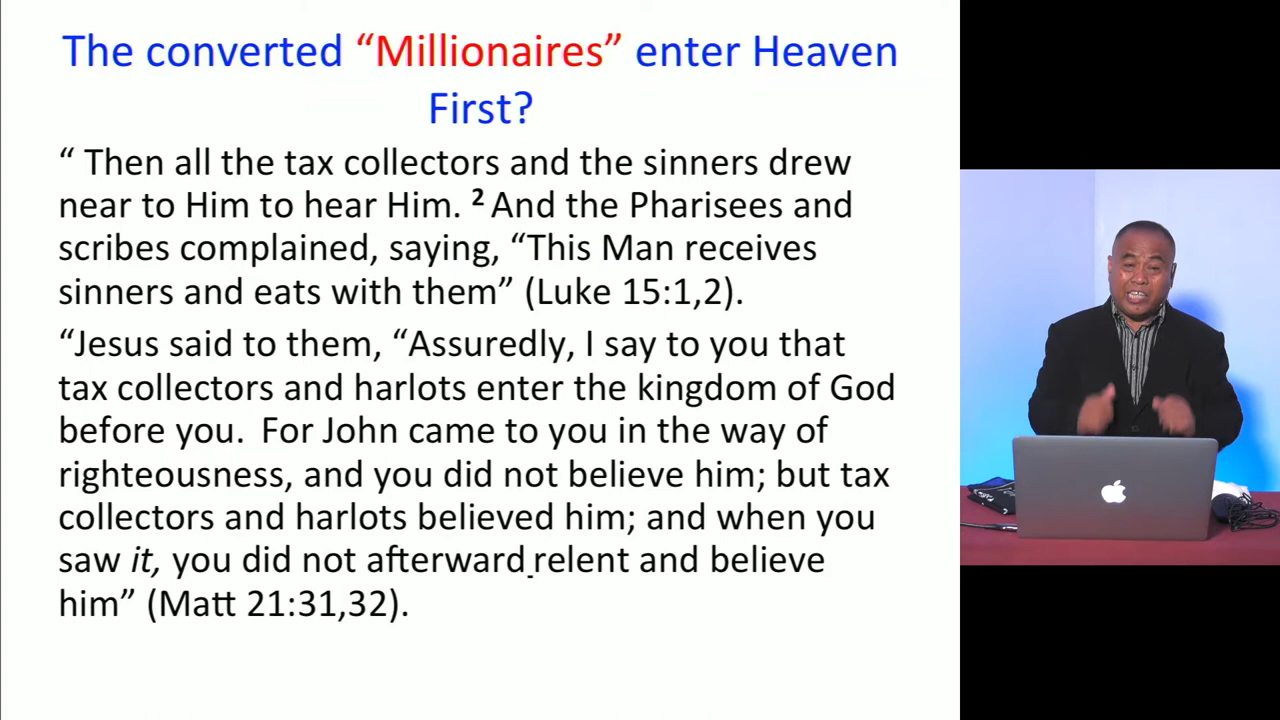 The converted “Millionaires” enter Heaven
First?
“ Then all the tax collectors and the sinners drew
near to Him to hear Him. 2 And the Pharisees and
scribes complained, saying, “This Man receives
sinners and eats with them” (Luke 15:1,2).
“Jesus said to them, “Assuredly, I say to you that
tax collectors and harlots enter the kingdom of God
before you. For John came to you in the way of
righteousness, and you did not believe him; but tax
collectors and harlots believed him; and when you
saw it, you did not afterward relent and believe
him” (Matt 21:31,32).